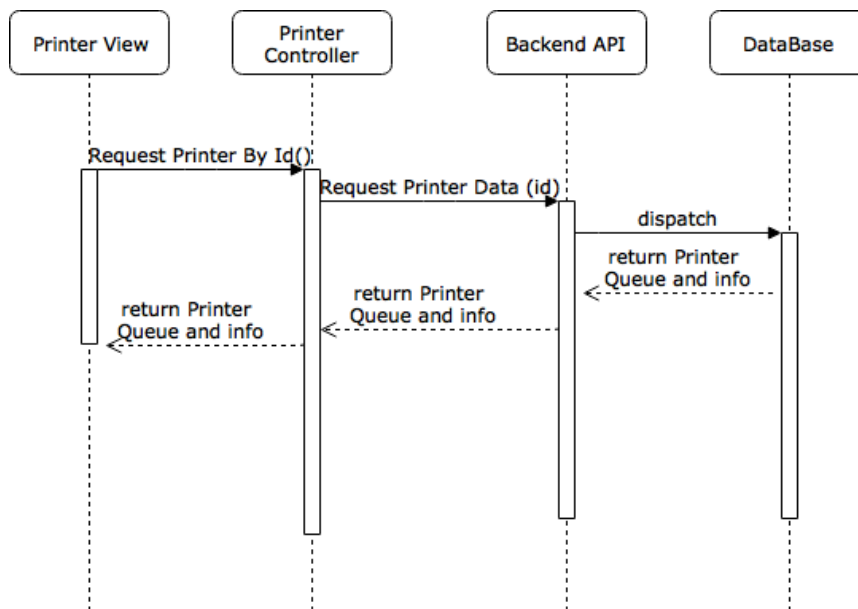 Printer View
Printer
Controller
Backend API
DataBase
Request Printer By Id()
Request Printer Data (id)
dispatch
return Printer
Queue and info
return Printer
Queue and info
return Printer
Queue and info